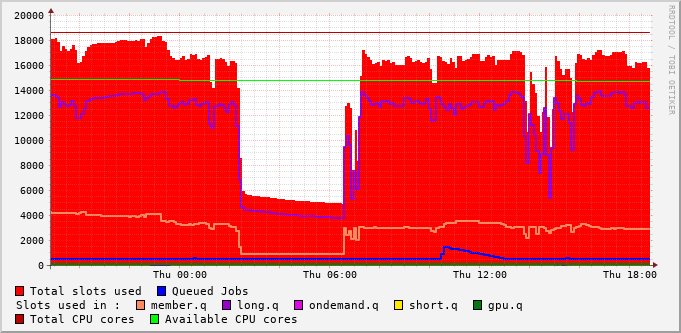 20000
18000
16000
14000
12000
10000
8000
6000
4000
2000
0
Thu 00:00 Thu 06:00 Thu 12:00 Thu 18:00
RRDTOOL / TOBI OETIKER
Total slots used Queued Jobs
Slots used in : member.q long.q ondemand.q short.q gpu.q
Total CPU cores Available CPU cores